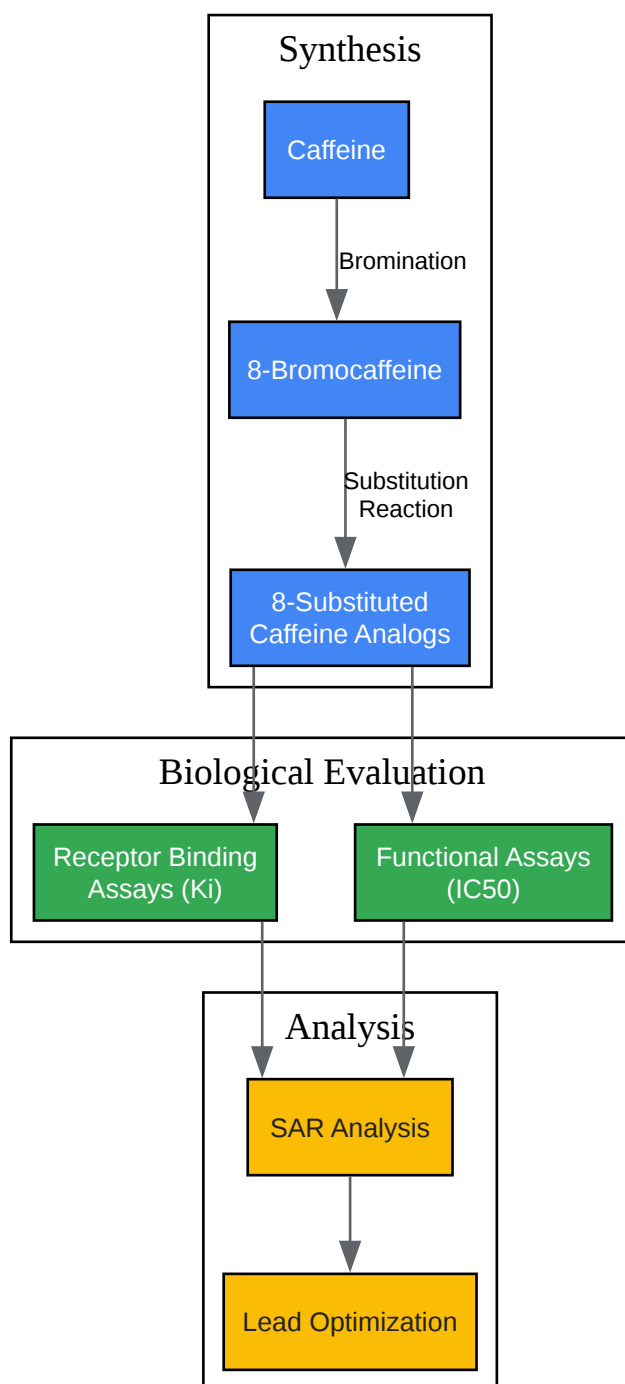 Synthesis
Caffeine
Bromination
8-Bromocaffeine
Substitution
Reaction
8-Substituted
Caffeine Analogs
Biological Evaluation
Receptor Binding
Assays (Ki)
Functional Assays
(IC50)
Analysis
SAR Analysis
Lead Optimization